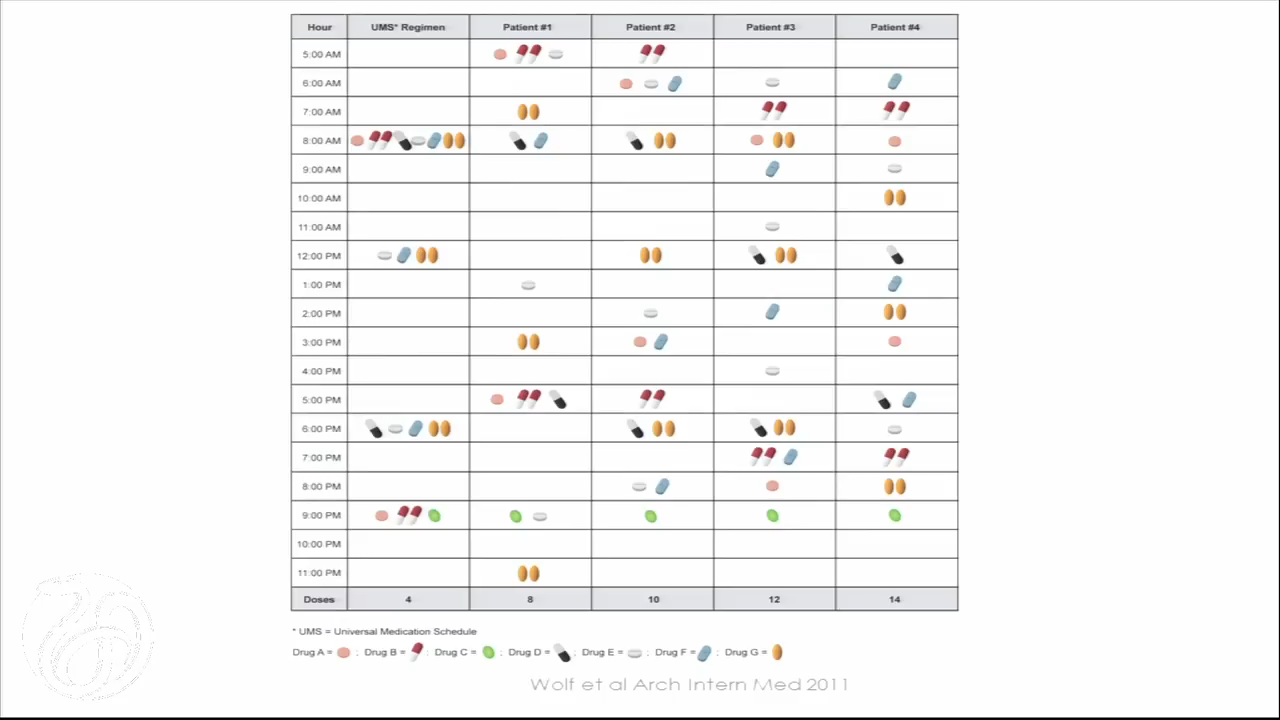 Hour UMS* Regimen Patient #1 Patient #2 Patient #3 Patient #4
5:00 AM
6:00 AM
7:00 AM
8:00 AM
9:00 AM
10:00 AM
11:00 AM
12:00 PM
1:00 PM
2:00 PM
3:00 PM
4:00 PM
5:00 PM
6:00 PM
7:00 PM
8:00 PM
9:00 PM
10:00 PM
11:00 PM
Doses 4 8 10 12 14
* UMS = Universal Medication Schedule
Drug A = ; Drug B = ; Drug C = ; Drug D = ; Drug E = ; Drug F = ; Drug G =
Wolf et al Arch Intern Med 2011